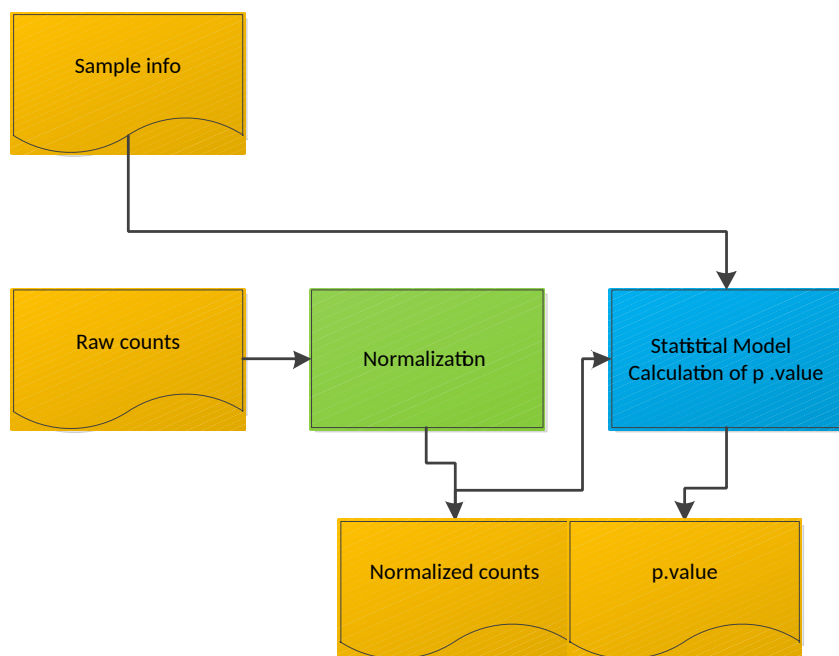 Sample info
Raw counts
Normalization
Statistical Model
Calculation of p .value
Normalized counts
p.value